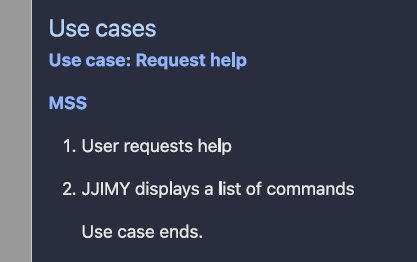 Use cases
Use case: Request help
MSS
1. User requests help
2. JJIMY displays a list of commands
Use case ends.